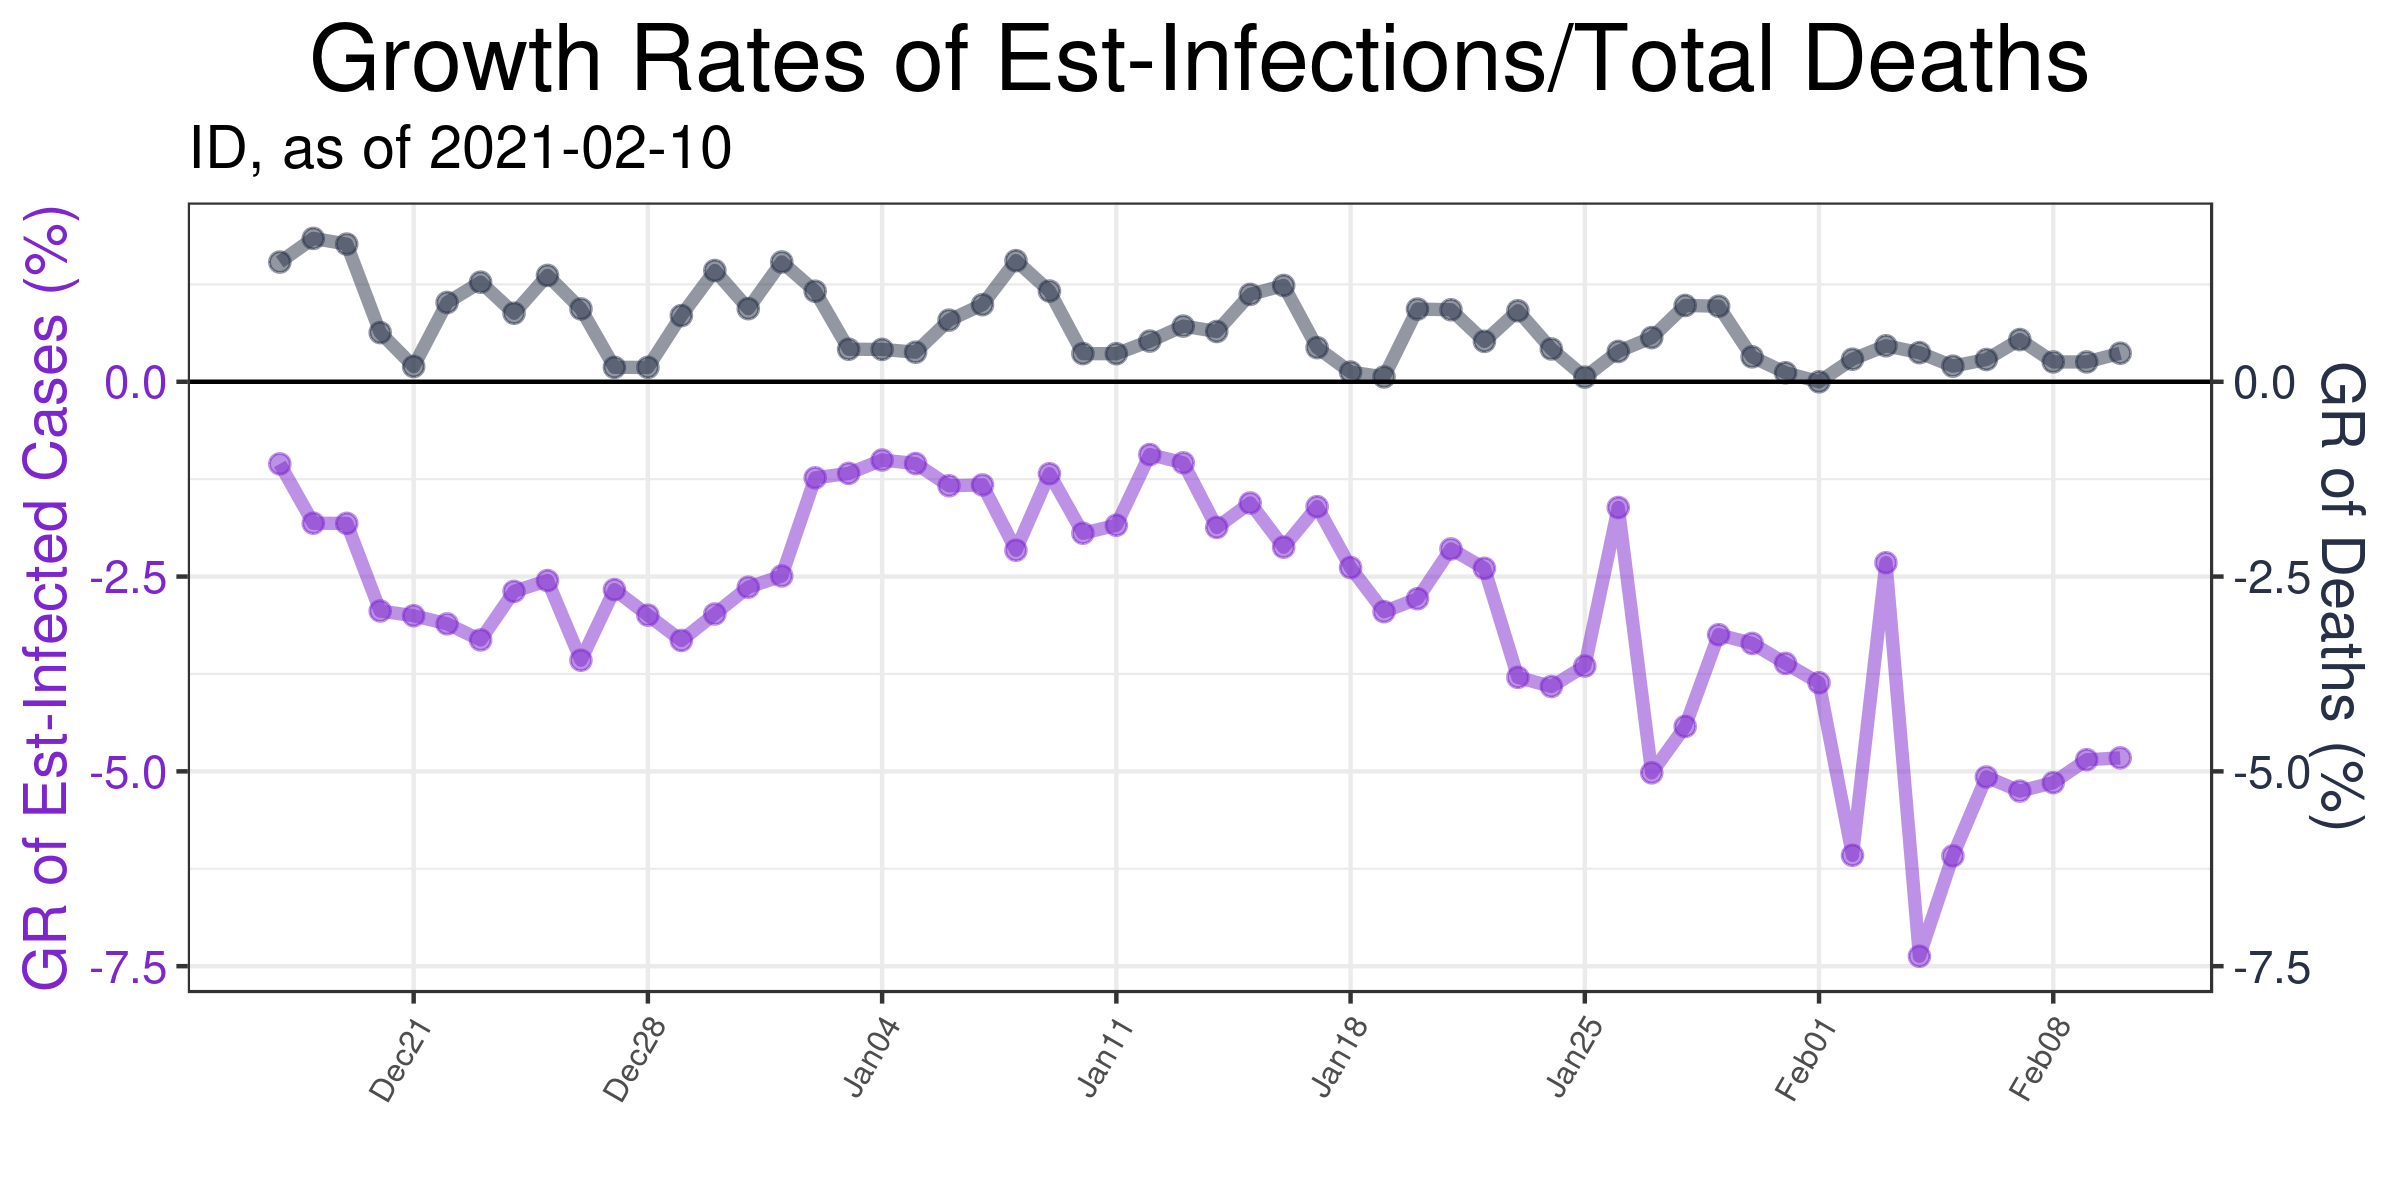 Growth Rates of Est-Infections/Total Deaths
ID, as of 2021-02-10
GR of Est-Infected Cases (%)
0.0
-2.5
-5.0
-7.5
0.0
-2.5
-5.0
-7.5
GR of Deaths (%)
Dec21
Dec28
Jan04
Jan11
Jan18
Jan25
Feb01
Feb08